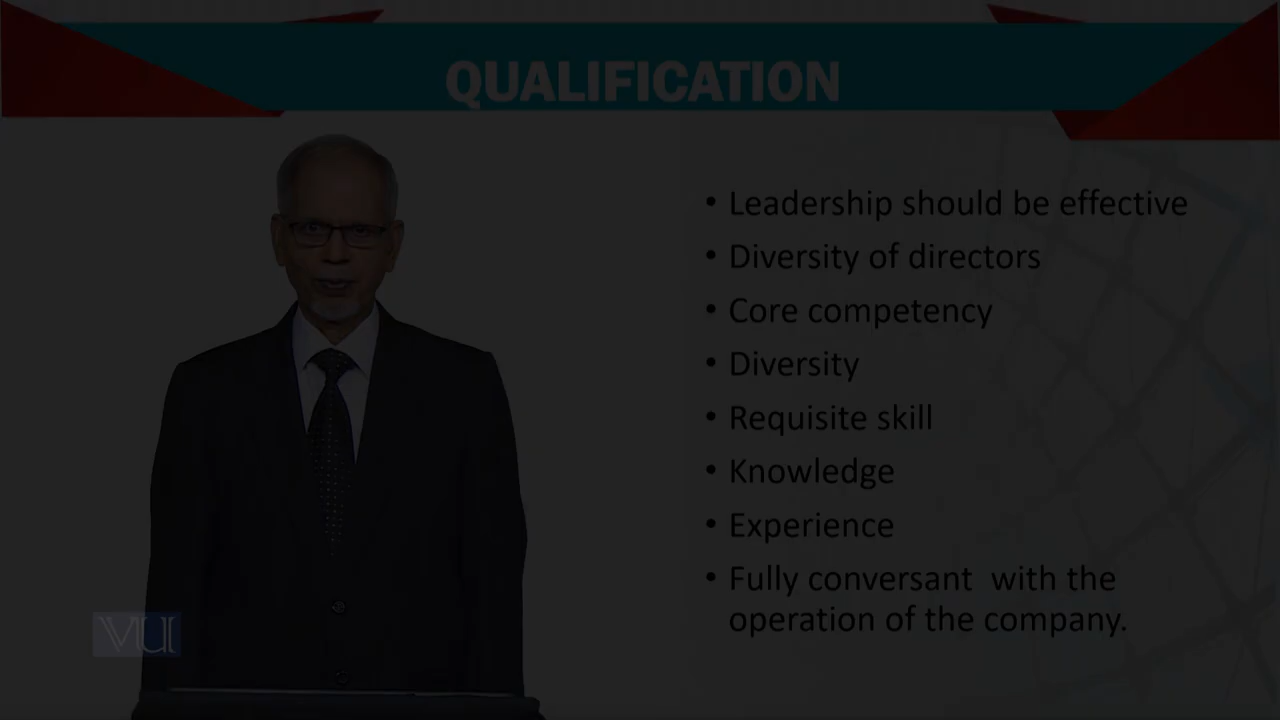 QUALIFICATION
• Leadership should be effective
• Diversity of directors
• Core competency
• Diversity
• Requisite skill
• Knowledge
• Experience
• Fully conversant  with the
operation of the company.
VU